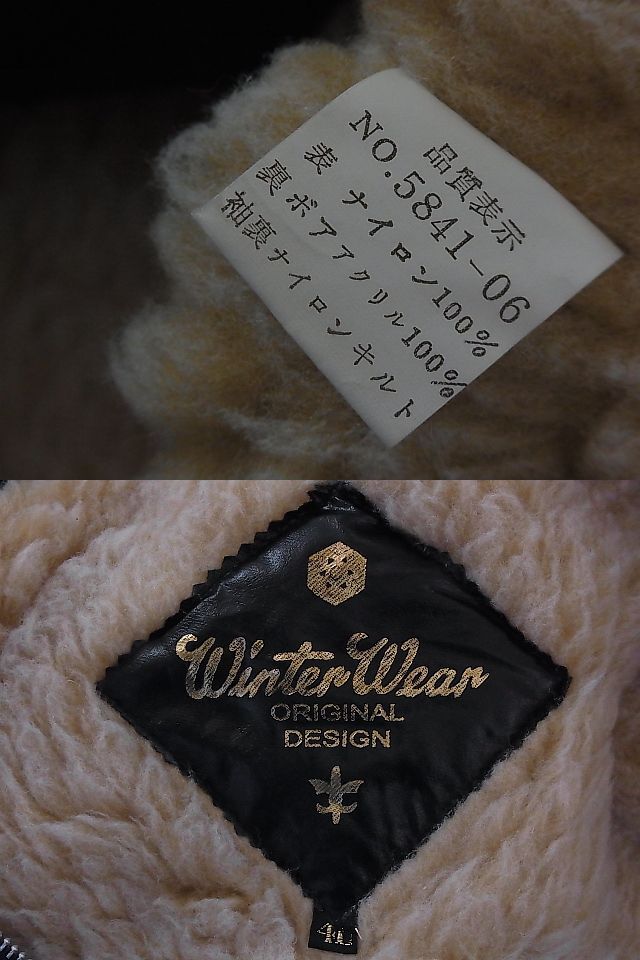 品質表示
NO.5841-06
表 ナイロン100%
裏 ボアアクリル100%
袖裏ナイロンキルト
Winter Wear
ORIGINAL
DESIGN